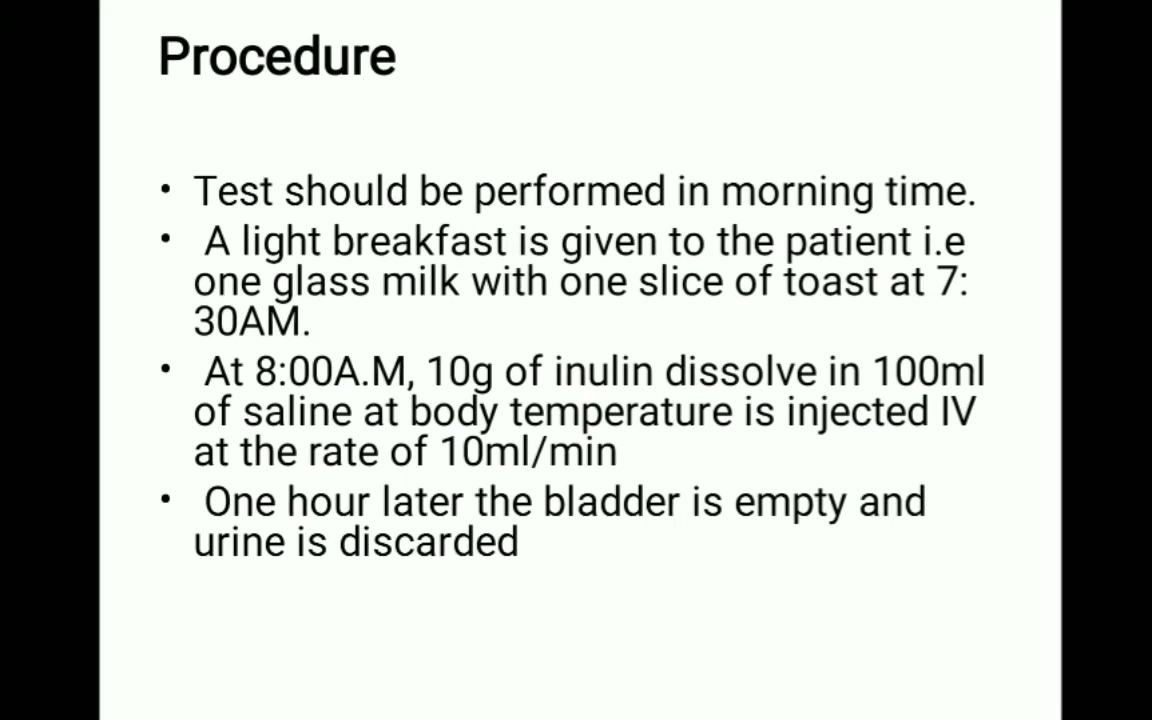 Procedure
• Test should be performed in morning time.
• A light breakfast is given to the patient i.e
one glass milk with one slice of toast at 7:
30AM.
• At 8:00A.M, 10g of inulin dissolve in 100ml
of saline at body temperature is injected IV
at the rate of 10ml/min
• One hour later the bladder is empty and
urine is discarded